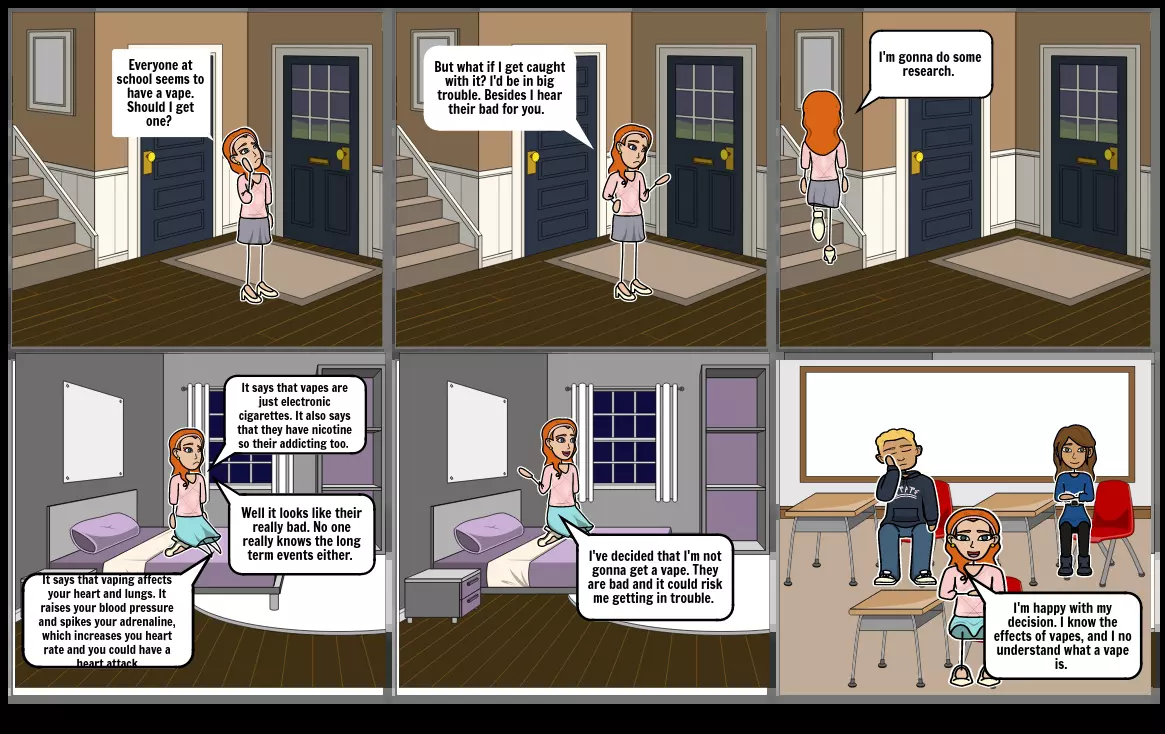 Everyone at
school seems to
have a vape.
Should I get
one?
But what if I get caught
with it? I'd be in big
trouble. Besides I hear
their bad for you.
I'm gonna do some
research.
It says that vapes are
just electronic
cigarettes. It also says
that they have nicotine
so their addicting too.
Well it looks like their
really bad. No one
really knows the long
term events either.
It says that vaping affects
your heart and lungs. It
raises your blood pressure
and spikes your adrenaline,
which increases you heart
rate and you could have a
heart attack
I've decided that I'm not
gonna get a vape. They
are bad and it could risk
me getting in trouble.
I'm happy with my
decision. I know the
effects of vapes, and I no
understand what a vape
is.